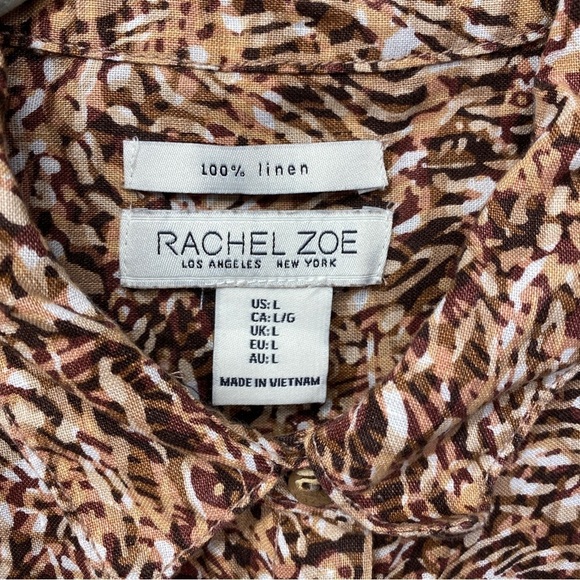 100% linen
RACHEL ZOE
LOS ANGELES NEW YORK
US: L
CA: L/G
UK: L
EU: L
AU: L
MADE IN VIETNAM